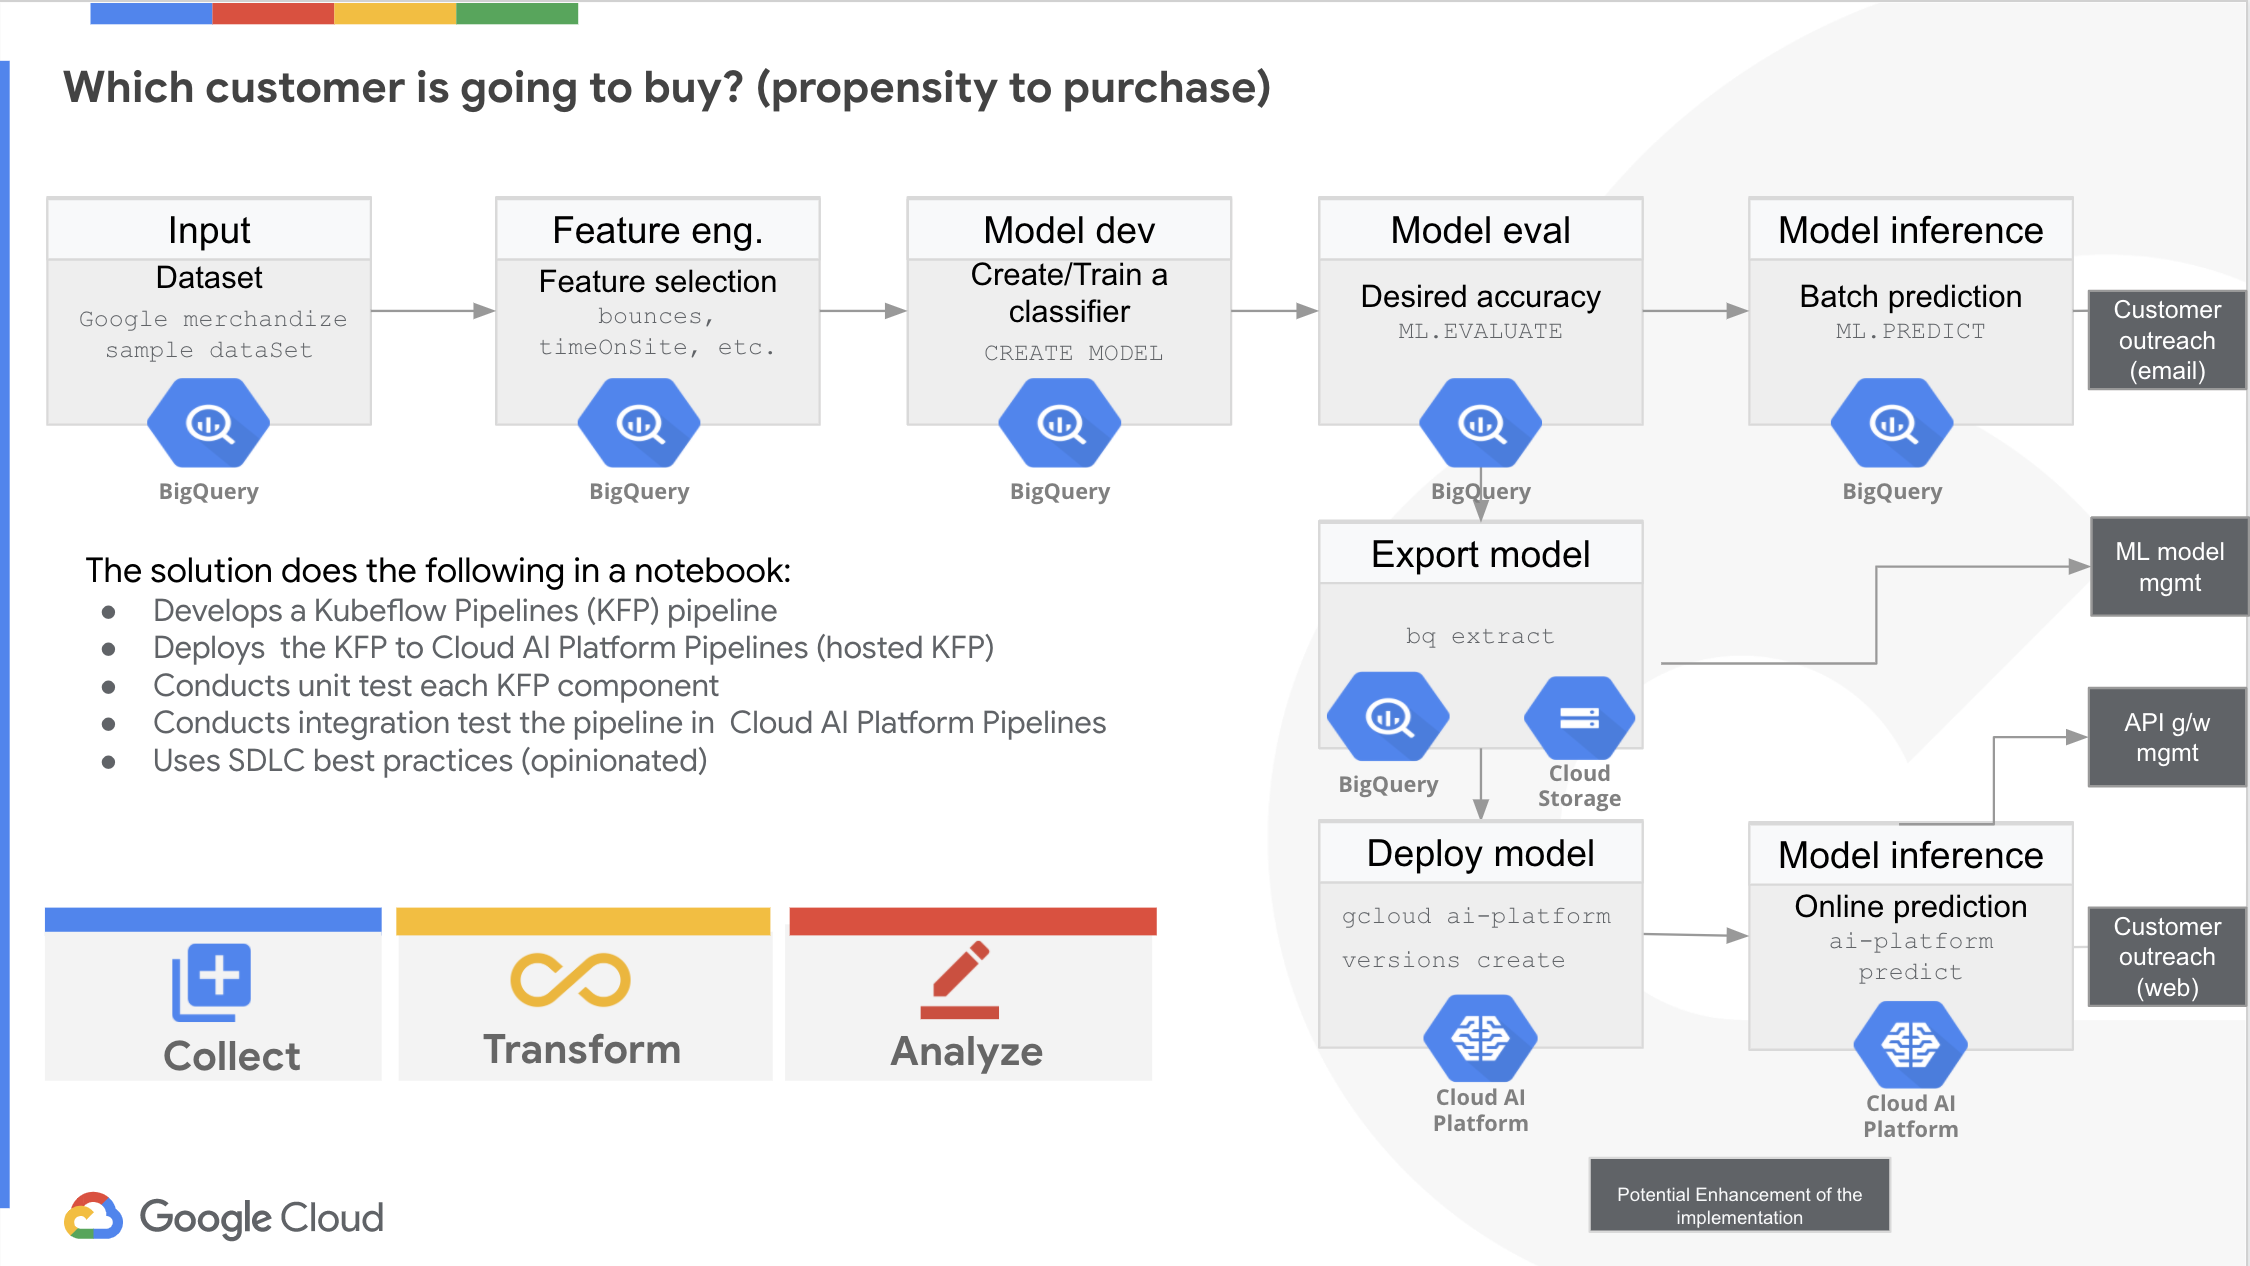 Which customer is going to buy? (propensity to purchase)
Input
Dataset
Google merchandize
sample dataSet
BigQuery
Feature eng.
Feature selection
bounces,
timeOnSite, etc.
BigQuery
Model dev
Create/Train a
classifier
CREATE MODEL
BigQuery
Model eval
Desired accuracy
ML.EVALUATE
BigQuery
Model inference
Batch prediction
ML.PREDICT
BigQuery
Customer
outreach
(email)
The solution does the following in a notebook:
● Develops a Kubeflow Pipelines (KFP) pipeline
● Deploys  the KFP to Cloud AI Platform Pipelines (hosted KFP)
● Conducts unit test each KFP component
● Conducts integration test the pipeline in  Cloud AI Platform Pipelines
● Uses SDLC best practices (opinionated)
Export model
bq extract
BigQuery
Cloud
Storage
ML model
mgmt
API g/w
mgmt
Deploy model
gcloud ai-platform
versions create
Cloud AI
Platform
Model inference
Online prediction
ai-platform
predict
Cloud AI
Platform
Customer
outreach
(web)
Collect
Transform
Analyze
Potential Enhancement of the
implementation
Google Cloud